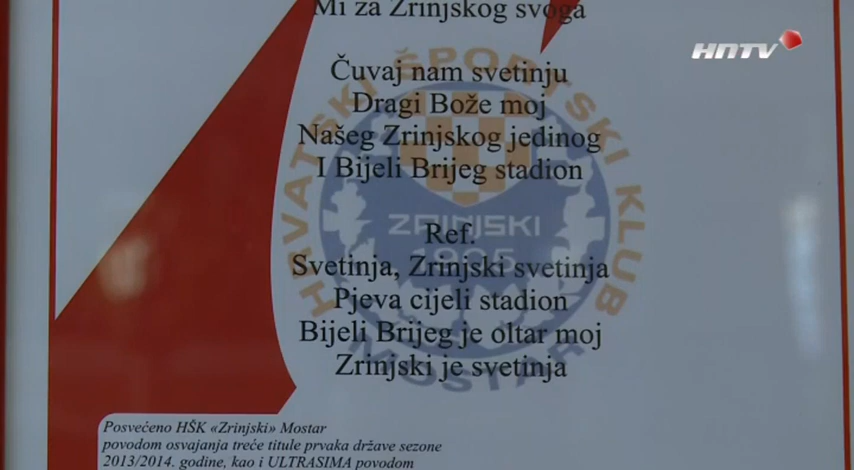 Mi za Zrinjskog svoga
HNTV
Čuvaj nam svetinju
Dragi Bože moj
Našeg Zrinjskog jedinog
I Bijeli Brijeg stadion
HRVATSKI ŠPORTSKI KLUB
ZRINJSKI
1905
MOSTAR
Ref.
Svetinja, Zrinjski svetinja
Pjeva cijeli stadion
Bijeli Brijeg je oltar moj
Zrinjski je svetinja
Posvećeno HŠK «Zrinjski» Mostar
povodom osvajanja treće titule prvaka države sezone
2013/2014. godine, kao i ULTRASIMA povodom